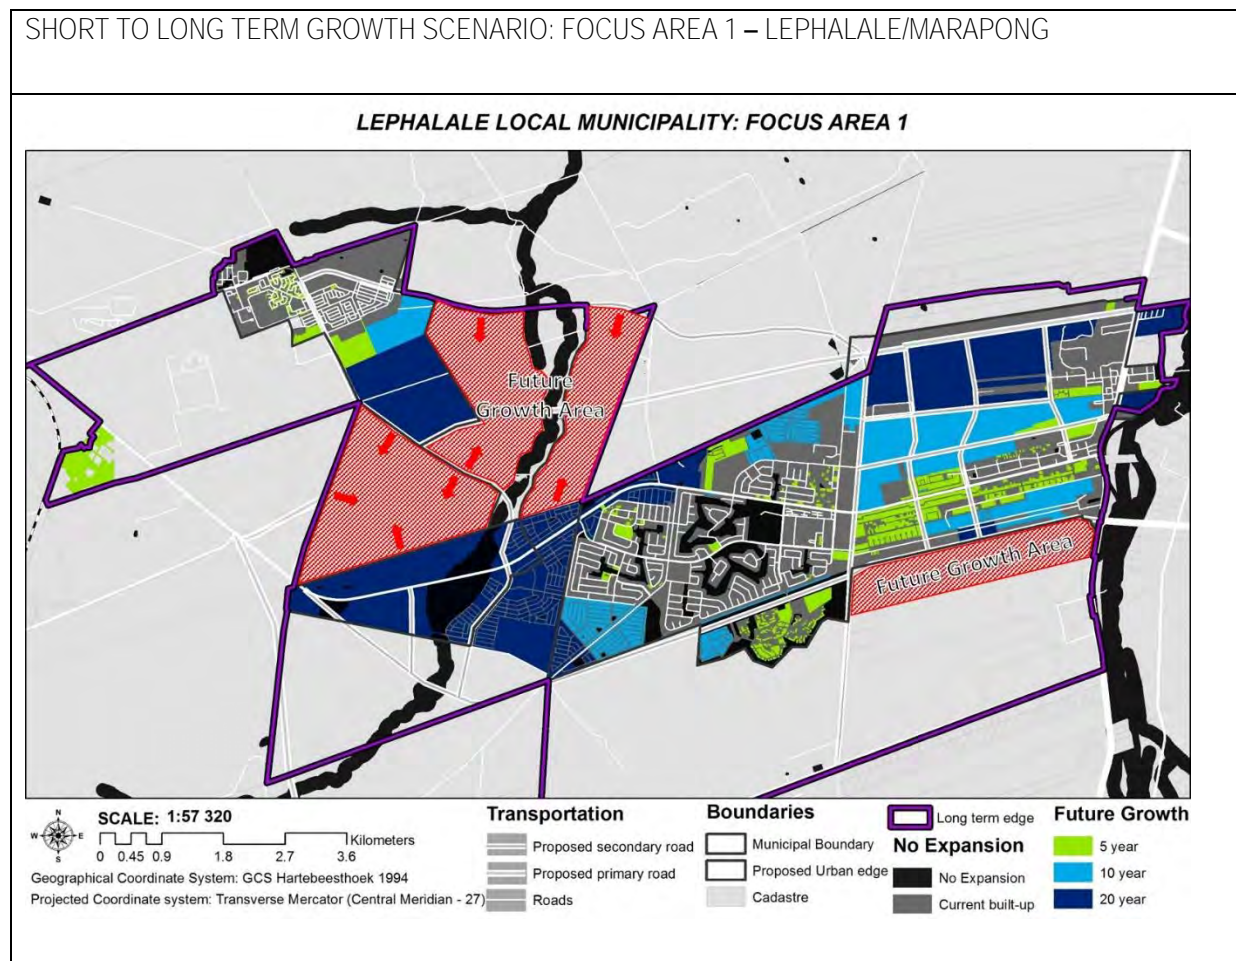 SHORT TO LONG TERM GROWTH SCENARIO: FOCUS AREA 1 – LEPHALALE/MARAPONG
LEPHALALE LOCAL MUNICIPALITY: FOCUS AREA 1
Future
Growth Area
Future Growth Area
N
W E
S
SCALE: 1:57 320
Kilometers
0 0.45 0.9 1.8 2.7 3.6
Geographical Coordinate System: GCS Hartebeesthoek 1994
Projected Coordinate system: Transverse Mercator (Central Meridian - 27)
Transportation
Proposed secondary road
Proposed primary road
Roads
Boundaries
Municipal Boundary
Proposed Urban edge
Cadastre
Long term edge
No Expansion
No Expansion
Current built-up
Future Growth
5 year
10 year
20 year